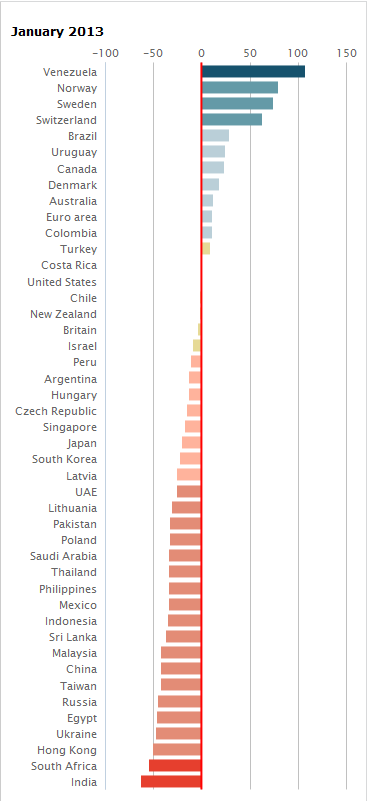 January 2013
-100 -50 0 50 100 150
Venezuela
Norway
Sweden
Switzerland
Brazil
Uruguay
Canada
Denmark
Australia
Euro area
Colombia
Turkey
Costa Rica
United States
Chile
New Zealand
Britain
Israel
Peru
Argentina
Hungary
Czech Republic
Singapore
Japan
South Korea
Latvia
UAE
Lithuania
Pakistan
Poland
Saudi Arabia
Thailand
Philippines
Mexico
Indonesia
Sri Lanka
Malaysia
China
Taiwan
Russia
Egypt
Ukraine
Hong Kong
South Africa
India